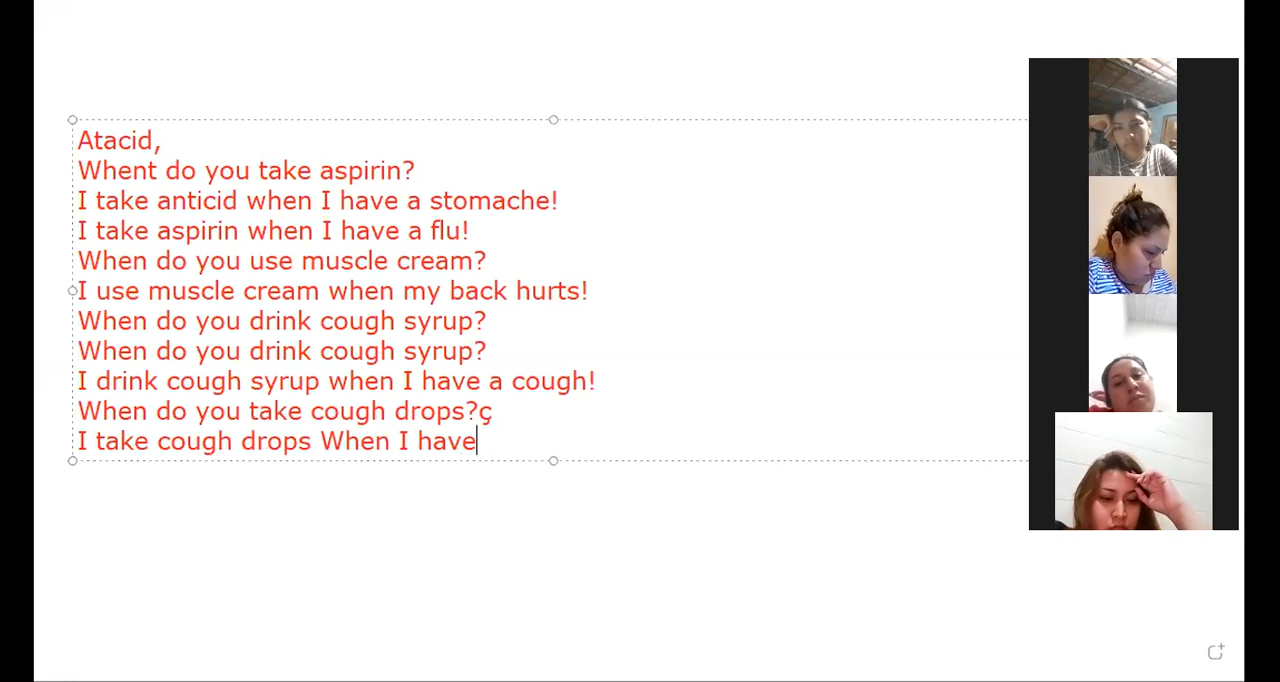 Atacid,
Whent do you take aspirin?
I take anticid when I have a stomache!
I take aspirin when I have a flu!
When do you use muscle cream?
I use muscle cream when my back hurts!
When do you drink cough syrup?
When do you drink cough syrup?
I drink cough syrup when I have a cough!
When do you take cough drops?ç
I take cough drops When I have